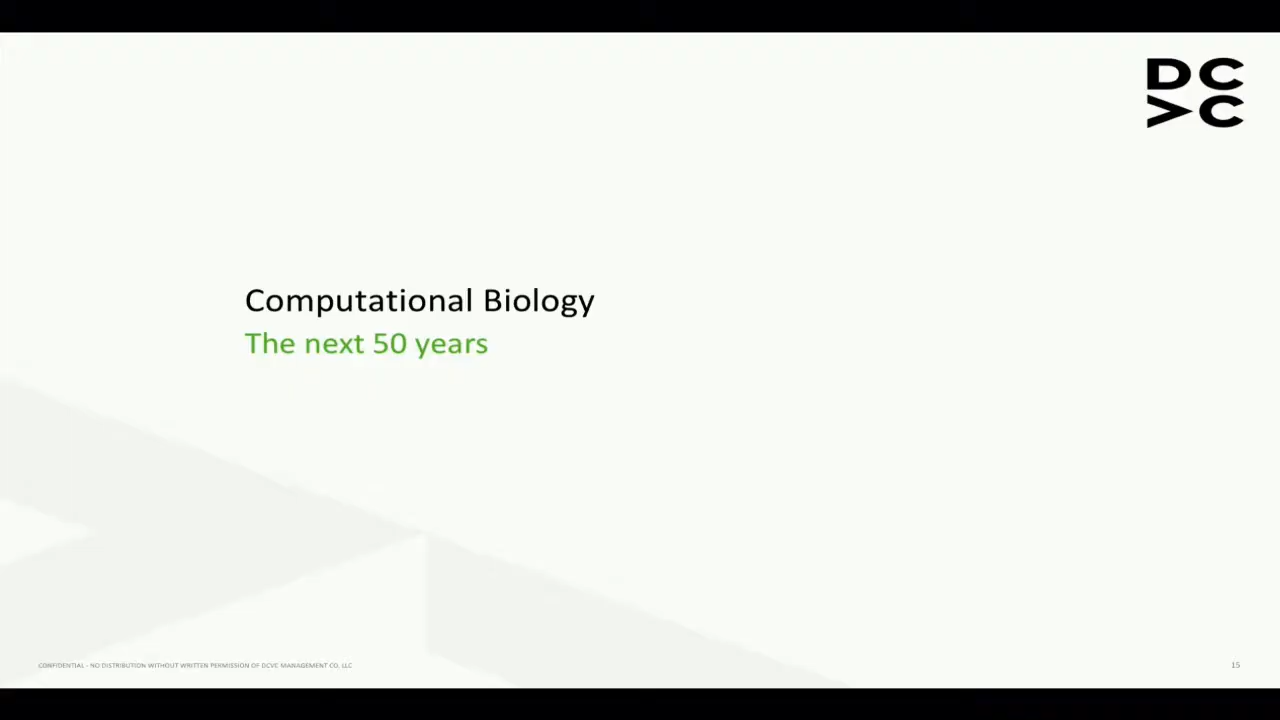 DC
VC
Computational Biology
The next 50 years
CONFIDENTIAL - NO DISTRIBUTION WITHOUT WRITTEN PERMISSION OF DCVC MANAGEMENT CO. LLC
15